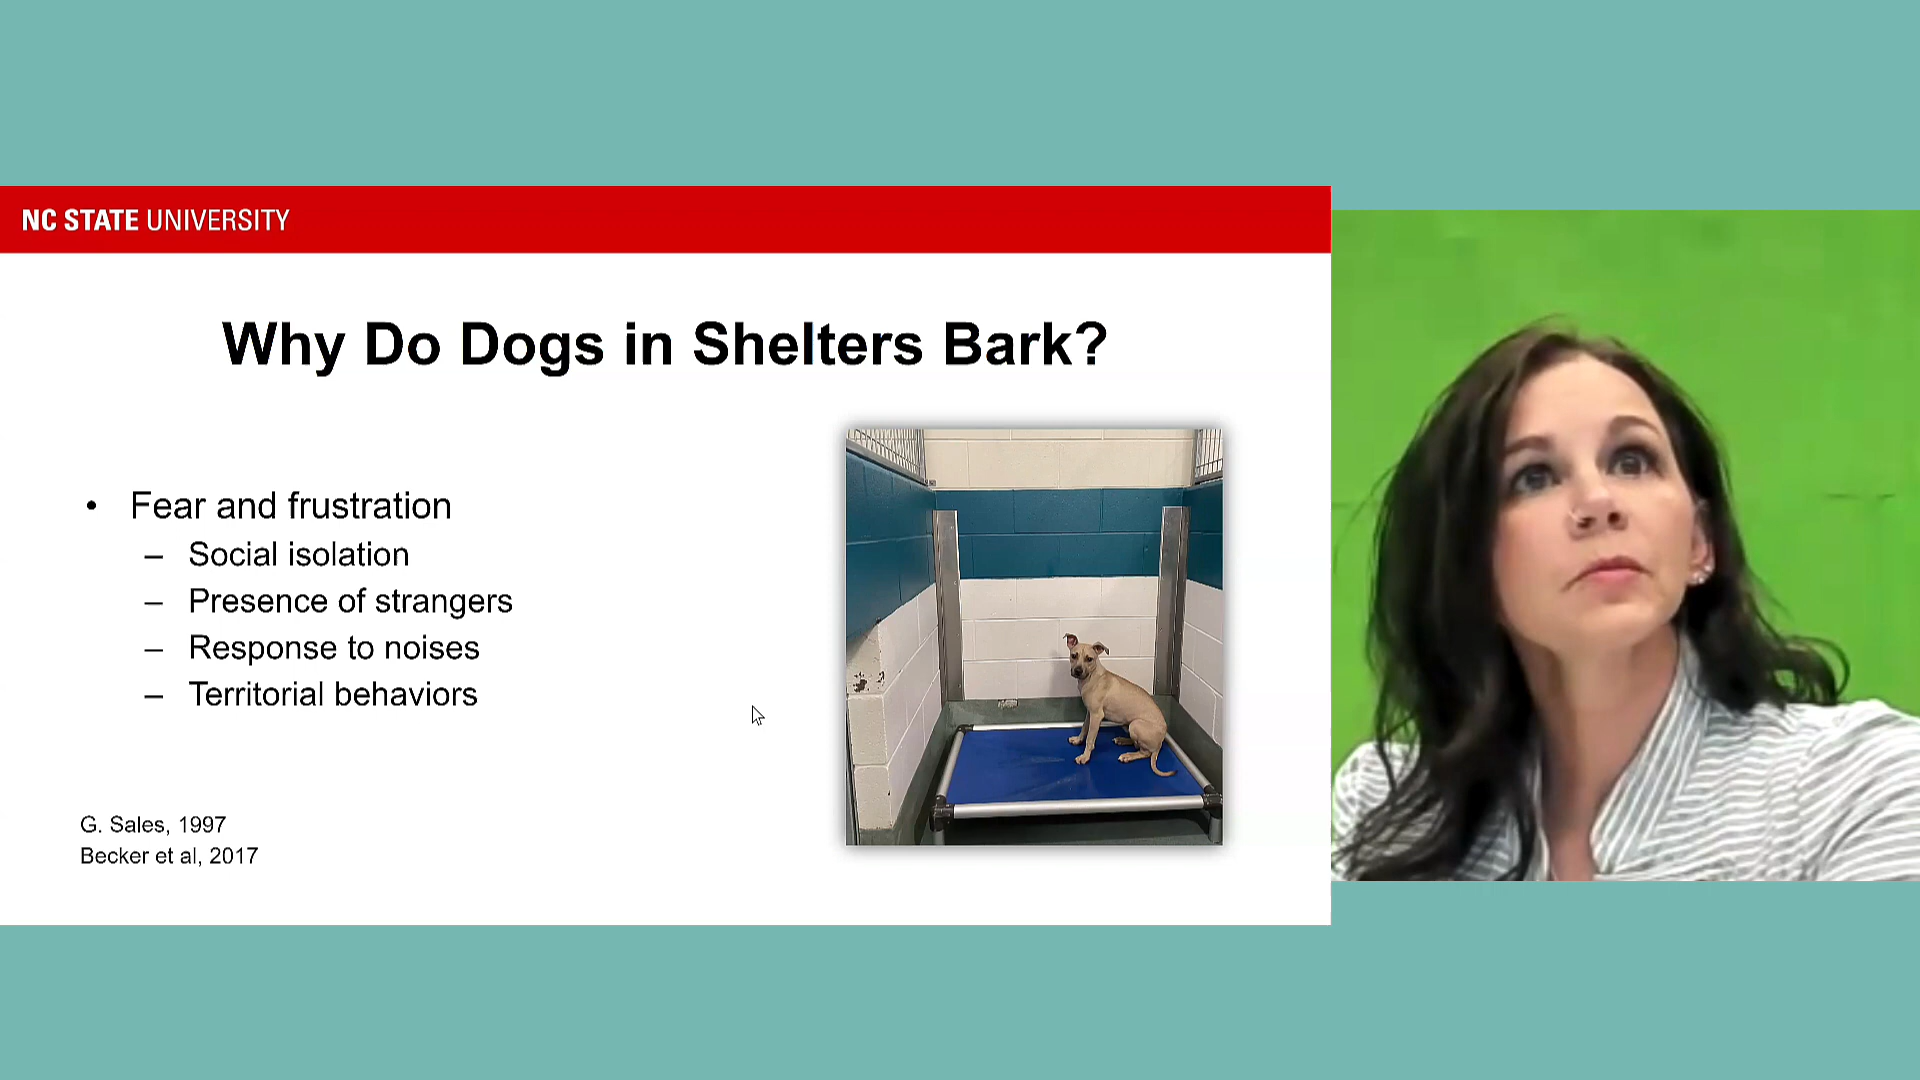 NC STATE UNIVERSITY
Why Do Dogs in Shelters Bark?
• Fear and frustration
– Social isolation
– Presence of strangers
– Response to noises
– Territorial behaviors
G. Sales, 1997
Becker et al, 2017